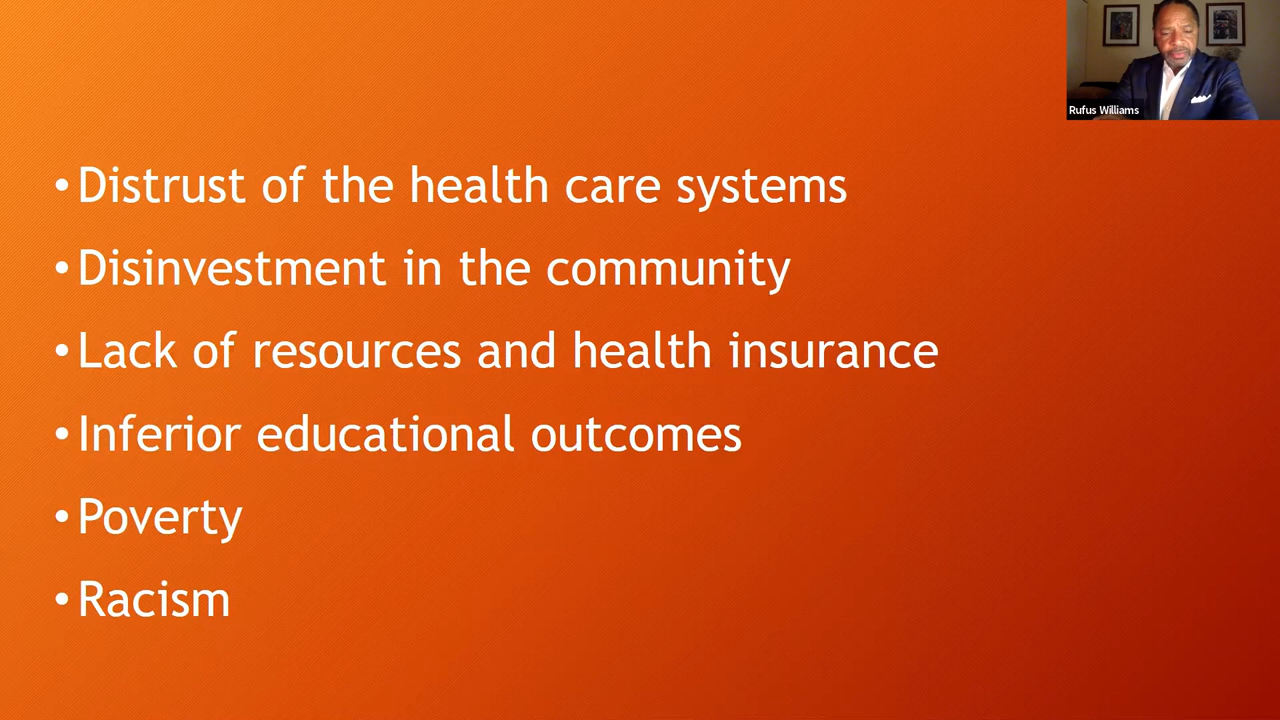 Rufus Williams
• Distrust of the health care systems
• Disinvestment in the community
• Lack of resources and health insurance
• Inferior educational outcomes
• Poverty
• Racism